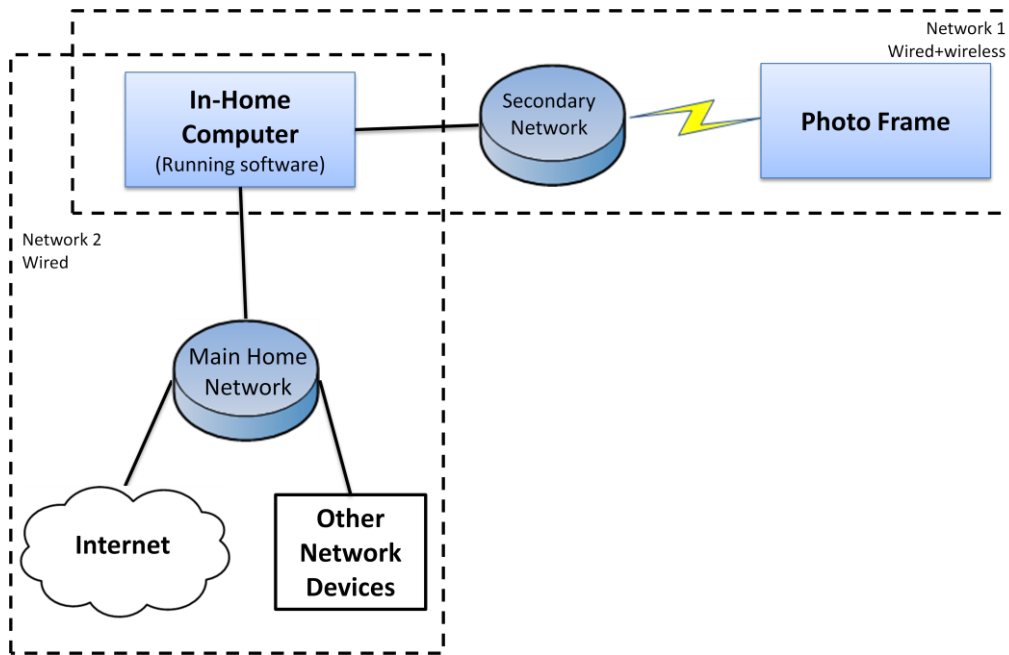 Network 1
Wired+wireless
In-Home
Computer
(Running software)
Secondary
Network
Photo Frame
Network 2
Wired
Main Home
Network
Internet
Other
Network
Devices